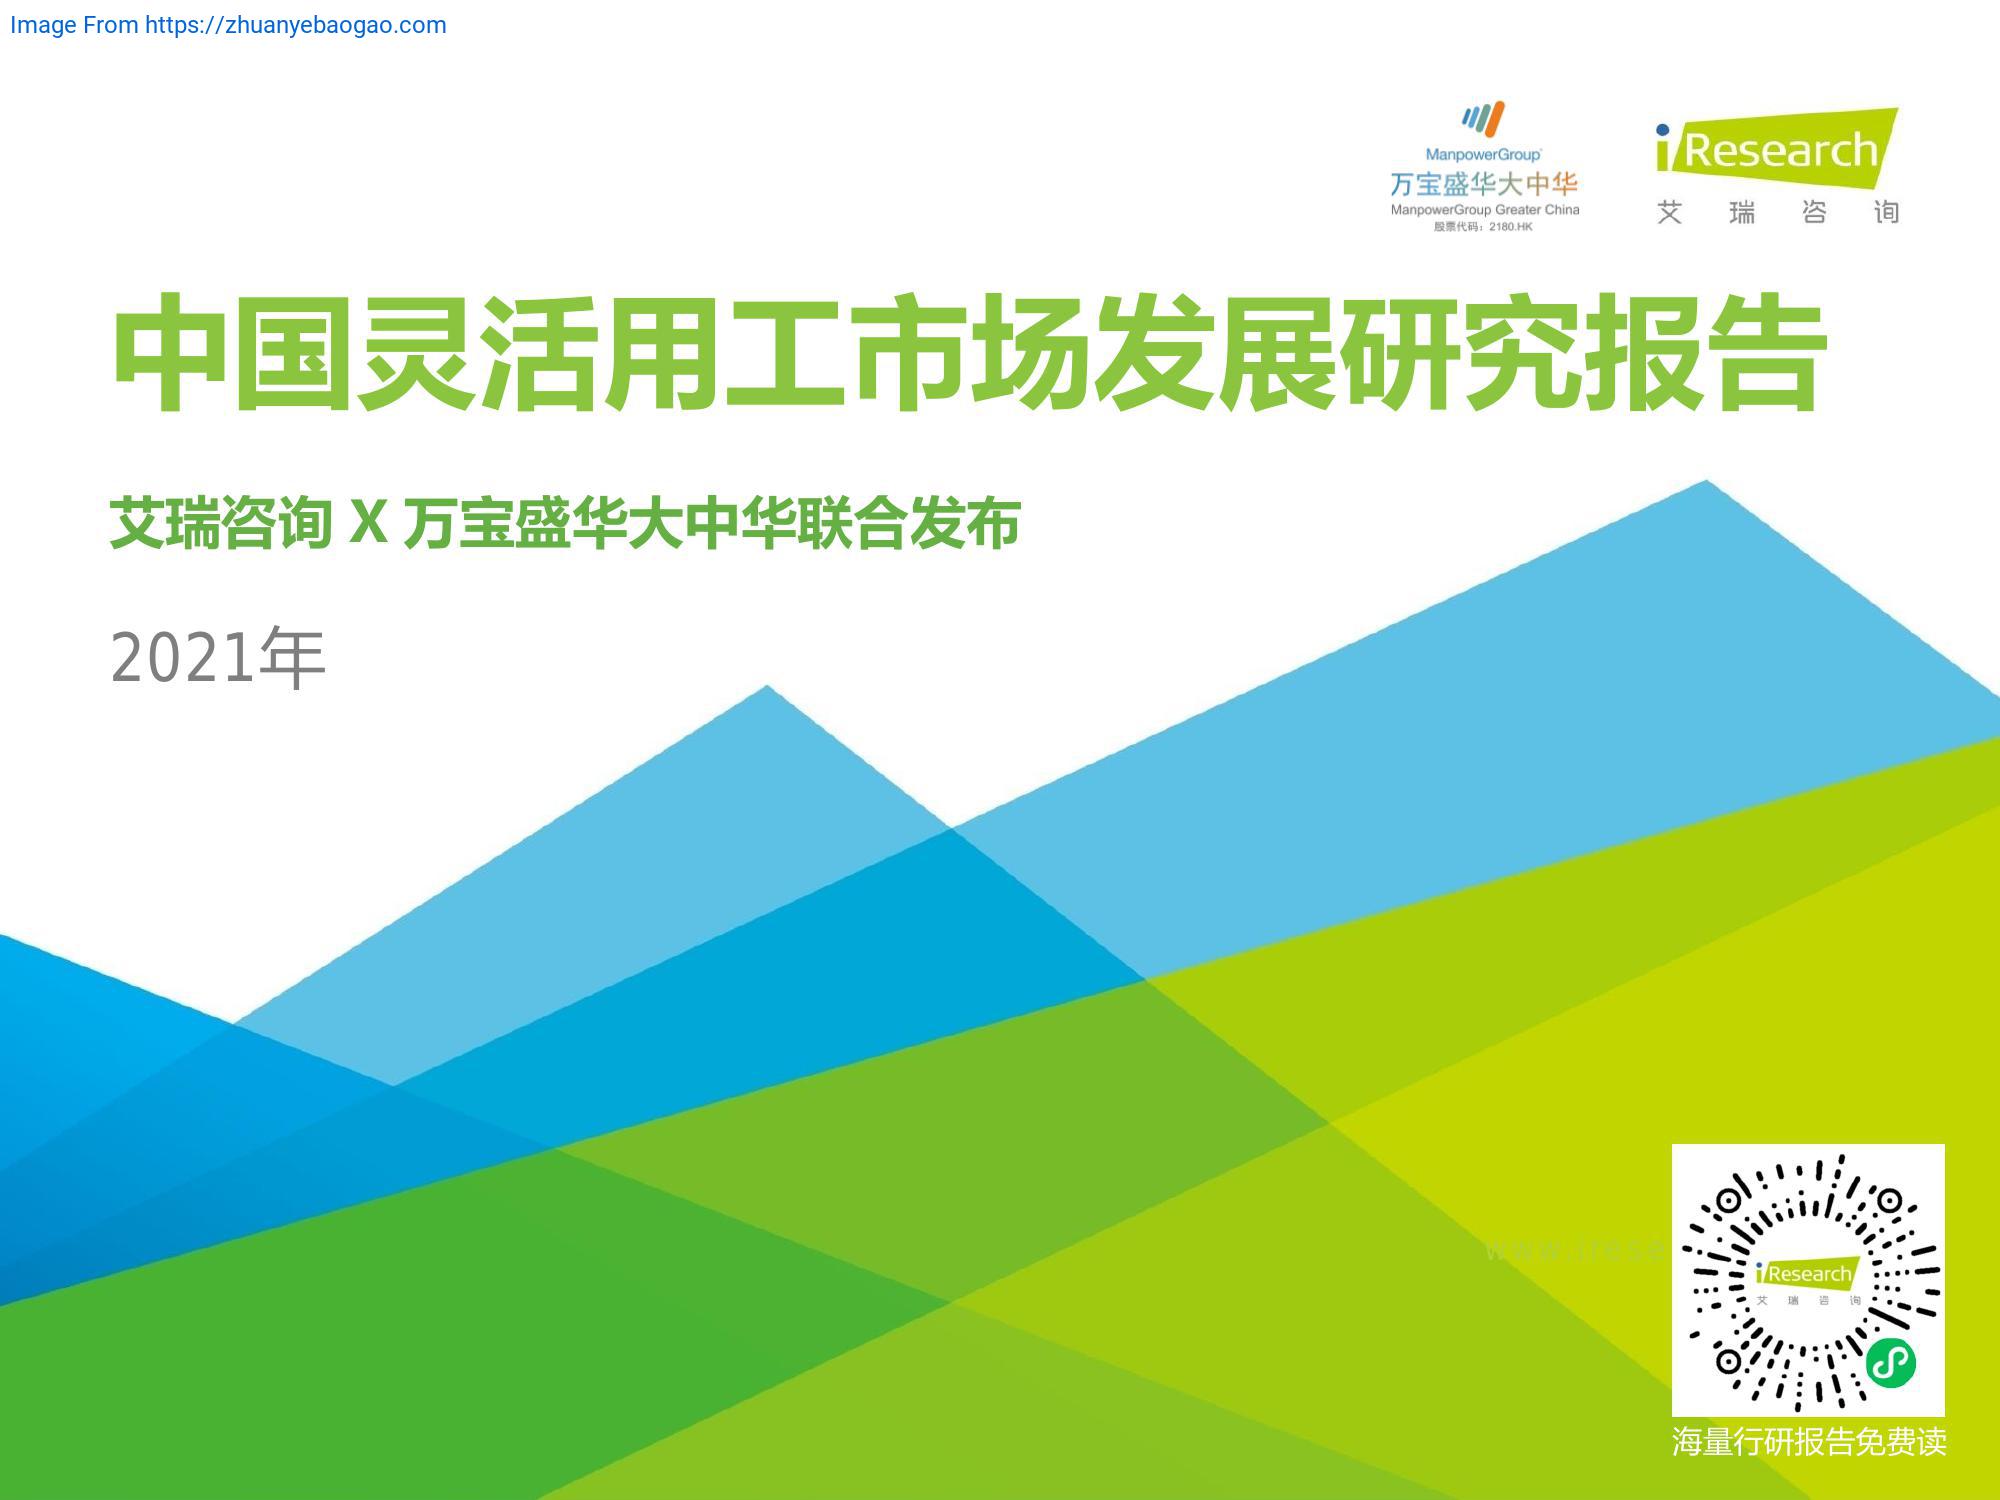 Image From https://zhuanyebaogao.com
ManpowerGroup
万宝盛华大中华
ManpowerGroup Greater China
股票代码：2180.HK
iResearch
艾瑞咨询
中国灵活用工市场发展研究报告
艾瑞咨询 X 万宝盛华大中华联合发布
2021年
www.irese
iResearch
艾瑞咨询
海量行研报告免费读